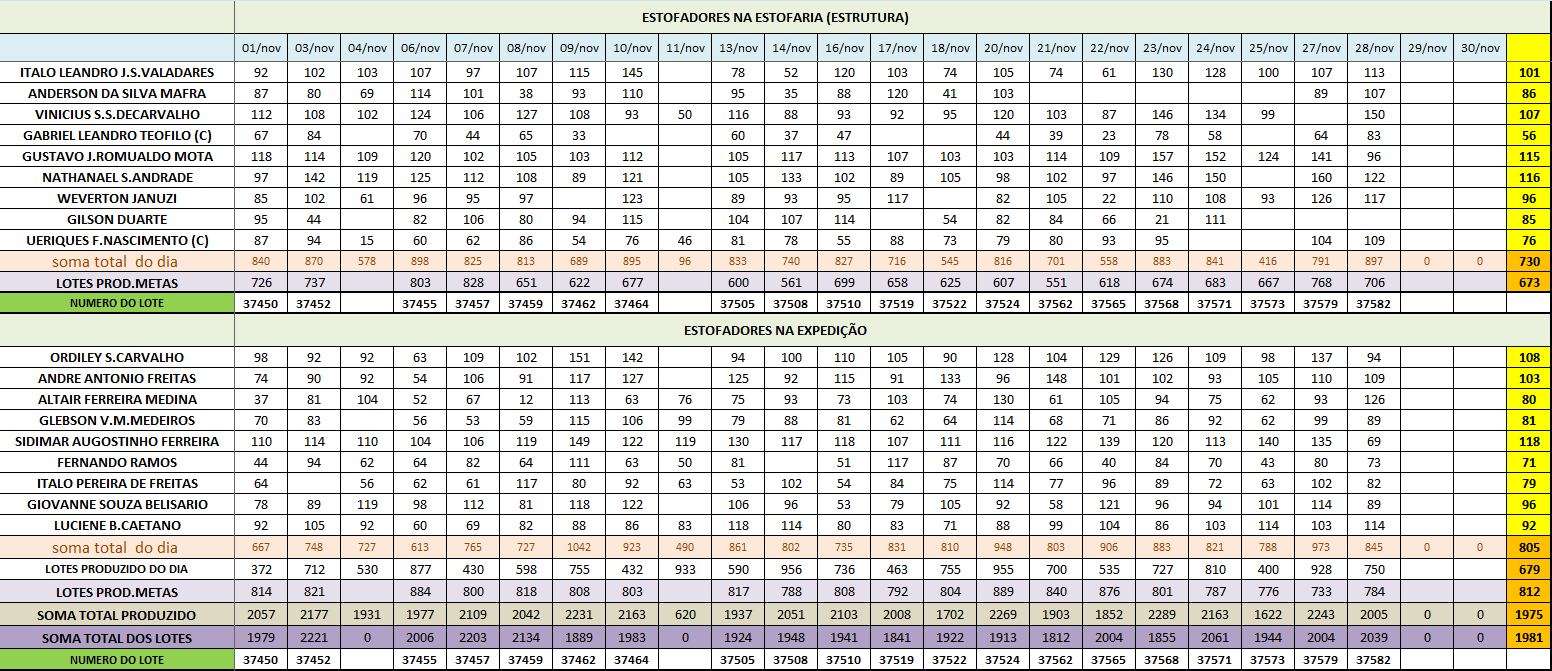 ESTOFADORES NA ESTOFARIA (ESTRUTURA)
01/nov 03/nov 04/nov 06/nov 07/nov 08/nov 09/nov 10/nov 11/nov 13/nov 14/nov 16/nov 17/nov 18/nov 20/nov 21/nov 22/nov 23/nov 24/nov 25/nov 27/nov 28/nov 29/nov 30/nov
ITALO LEANDRO J.S.VALADARES 92 102 103 107 97 107 115 145 78 52 120 103 74 105 74 61 130 128 100 107 113 101
ANDERSON DA SILVA MAFRA 87 80 69 114 101 38 93 110 95 35 88 120 41 103 89 107 86
VINICIUS S.S.DECARVALHO 112 108 102 124 106 127 108 93 50 116 88 93 92 95 120 103 87 146 134 99 150 107
GABRIEL LEANDRO TEOFILO (C) 67 84 70 44 65 33 60 37 47 44 39 23 78 58 64 83 56
GUSTAVO J.ROMUALDO MOTA 118 114 109 120 102 105 103 112 105 117 113 107 103 103 114 109 157 152 124 141 96 115
NATHANAEL S.ANDRADE 97 142 119 125 112 108 89 121 105 133 102 89 105 98 102 97 146 150 160 122 116
WEVERTON JANUZI 85 102 61 96 95 97 123 89 93 95 117 82 105 22 110 108 93 126 117 96
GILSON DUARTE 95 44 82 106 80 94 115 104 107 114 54 82 84 66 21 111 85
UERIQUES F.NASCIMENTO (C) 87 94 15 60 62 86 54 76 46 81 78 55 88 73 79 80 93 95 104 109 76
soma total do dia 840 870 578 898 825 813 689 895 96 833 740 827 716 545 816 701 558 883 841 416 791 897 0 0 730
LOTES PROD.METAS 726 737 803 828 651 622 677 600 561 699 658 625 607 551 618 674 683 667 768 706 673
NUMERO DO LOTE 37450 37452 37455 37457 37459 37462 37464 37505 37508 37510 37519 37522 37524 37562 37565 37568 37571 37573 37579 37582
ESTOFADORES NA EXPEDIÇÃO
ORDILEY S.CARVALHO 98 92 92 63 109 102 151 142 94 100 110 105 90 128 104 129 126 109 98 137 94 108
ANDRE ANTONIO FREITAS 74 90 92 54 106 91 117 127 125 92 115 91 133 96 148 101 102 93 105 110 109 103
ALTAIR FERREIRA MEDINA 37 81 104 52 67 12 113 63 76 75 93 73 103 74 130 61 105 94 75 62 93 126 80
GLEBSON V.M.MEDEIROS 70 83 56 53 59 115 106 99 79 88 81 62 64 114 68 71 86 92 62 99 89 81
SIDIMAR AUGOSTINHO FERREIRA 110 114 110 104 106 119 149 122 119 130 117 118 107 111 116 122 139 120 113 140 135 69 118
FERNANDO RAMOS 44 94 62 64 82 64 111 63 50 81 51 117 87 70 66 40 84 70 43 80 73 71
ITALO PEREIRA DE FREITAS 64 56 62 61 117 80 92 63 53 102 54 84 75 114 77 96 89 72 63 102 82 79
GIOVANNE SOUZA BELISARIO 78 89 119 98 112 81 118 122 106 96 53 79 105 92 58 121 96 94 101 114 89 96
LUCIENE B.CAETANO 92 105 92 60 69 82 88 86 83 118 114 80 83 71 88 99 104 86 103 114 103 114 92
soma total do dia 667 748 727 613 765 727 1042 923 490 861 802 735 831 810 948 803 906 883 821 788 973 845 0 0 805
LOTES PRODUZIDO DO DIA 372 712 530 877 430 598 755 432 933 590 956 736 463 755 955 700 535 727 810 400 928 750 679
LOTES PROD.METAS 814 821 884 800 818 808 803 817 788 808 792 804 889 840 876 801 787 776 733 784 812
SOMA TOTAL PRODUZIDO 2057 2177 1931 1977 2109 2042 2231 2163 620 1937 2051 2103 2008 1702 2269 1903 1852 2289 2163 1622 2243 2005 0 0 1975
SOMA TOTAL DOS LOTES 1979 2221 0 2006 2203 2134 1889 1983 0 1924 1948 1941 1841 1922 1913 1812 2004 1855 2061 1944 2004 2039 0 0 1981
NUMERO DO LOTE 37450 37452 37455 37457 37459 37462 37464 37505 37508 37510 37519 37522 37524 37562 37565 37568 37571 37573 37579 37582